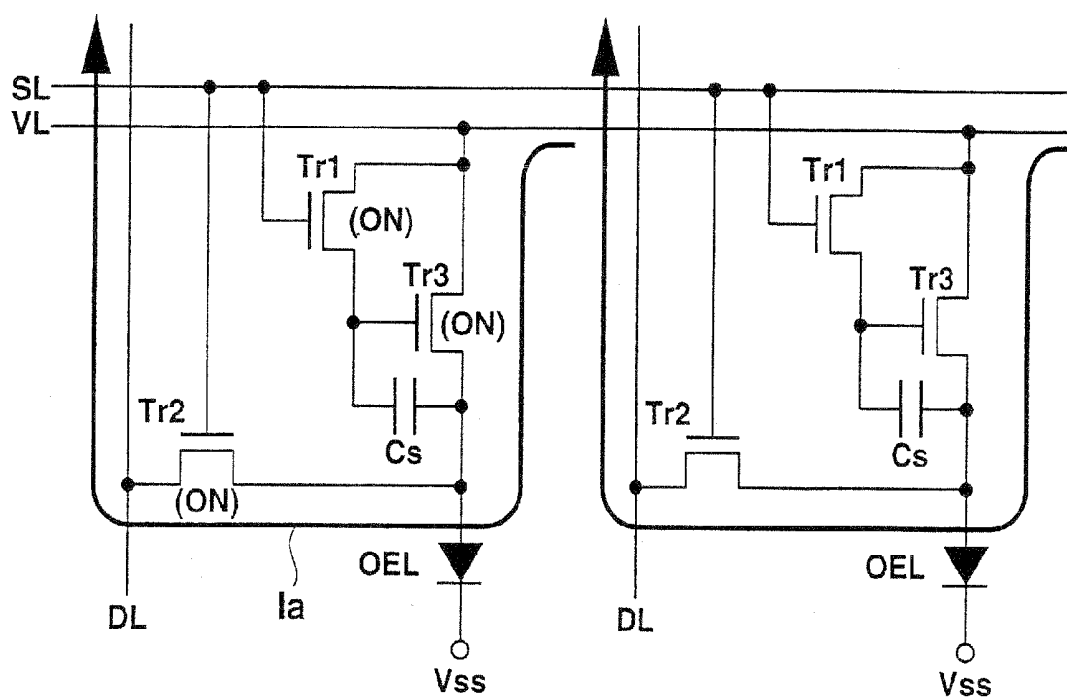 SL
VL
Tr1
(ON)
Tr3
(ON)
Tr2
(ON)
Cs
OEL
Ia
DL
Vss
Tr1
Tr3
Tr2
Cs
OEL
DL
Vss